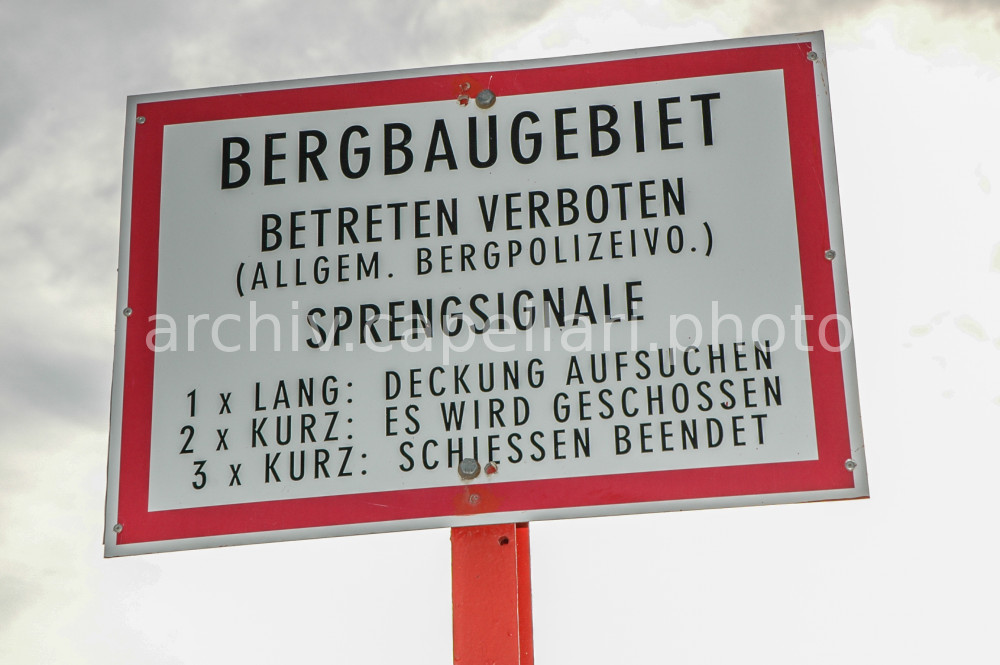 BERGBAUGEBIET
BETRETEN VERBOTEN
(ALLGEM. BERGPOLIZEIVO.)
SPRENGSIGNALE
archiv.capellari.photo
1 x LANG: DECKUNG AUFSUCHEN
2 x KURZ: ES WIRD GESCHOSSEN
3 x KURZ: SCHIESSEN BEENDET